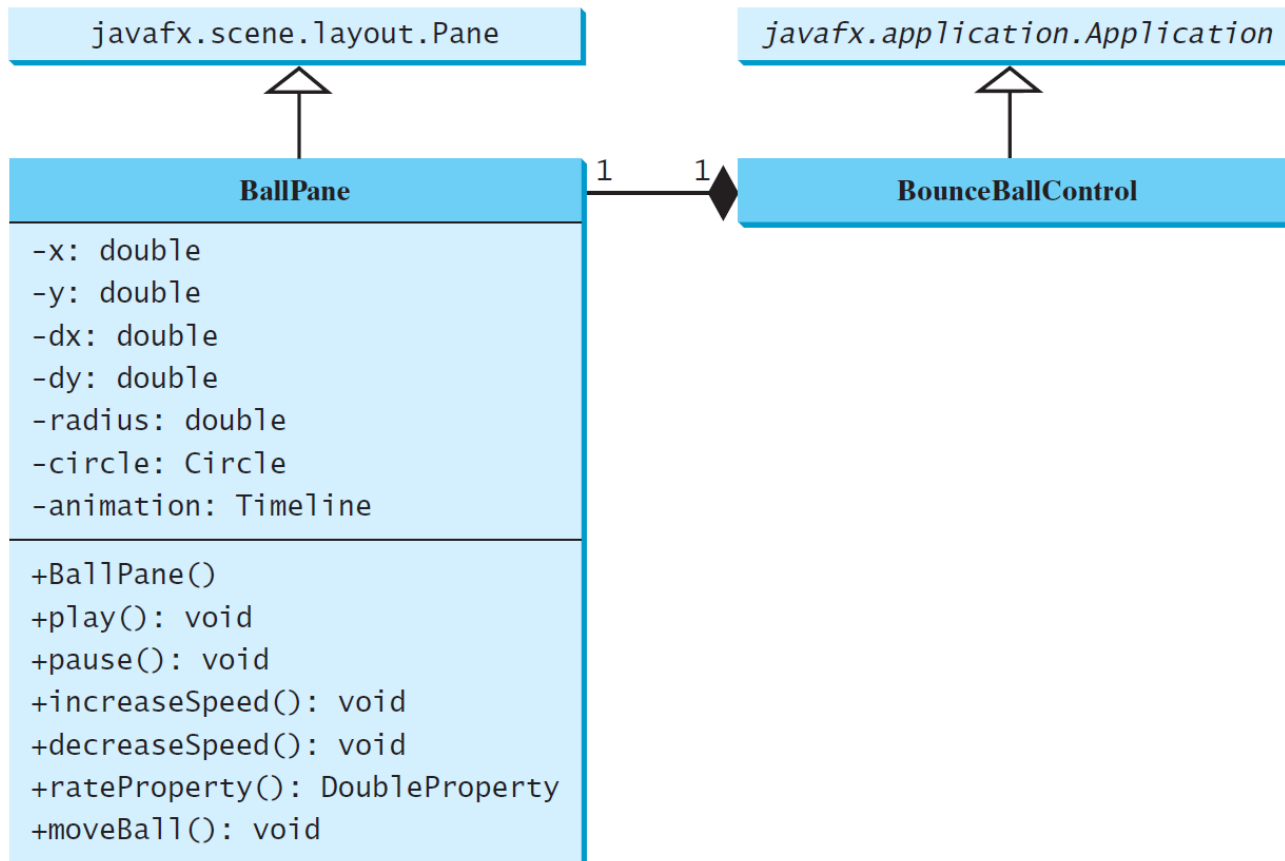 javafx.scene.layout.Pane
javafx.application.Application
BallPane
1
1
BounceBallControl
-x: double
-y: double
-dx: double
-dy: double
-radius: double
-circle: Circle
-animation: Timeline
+BallPane()
+play(): void
+pause(): void
+increaseSpeed(): void
+decreaseSpeed(): void
+rateProperty(): DoubleProperty
+moveBall(): void